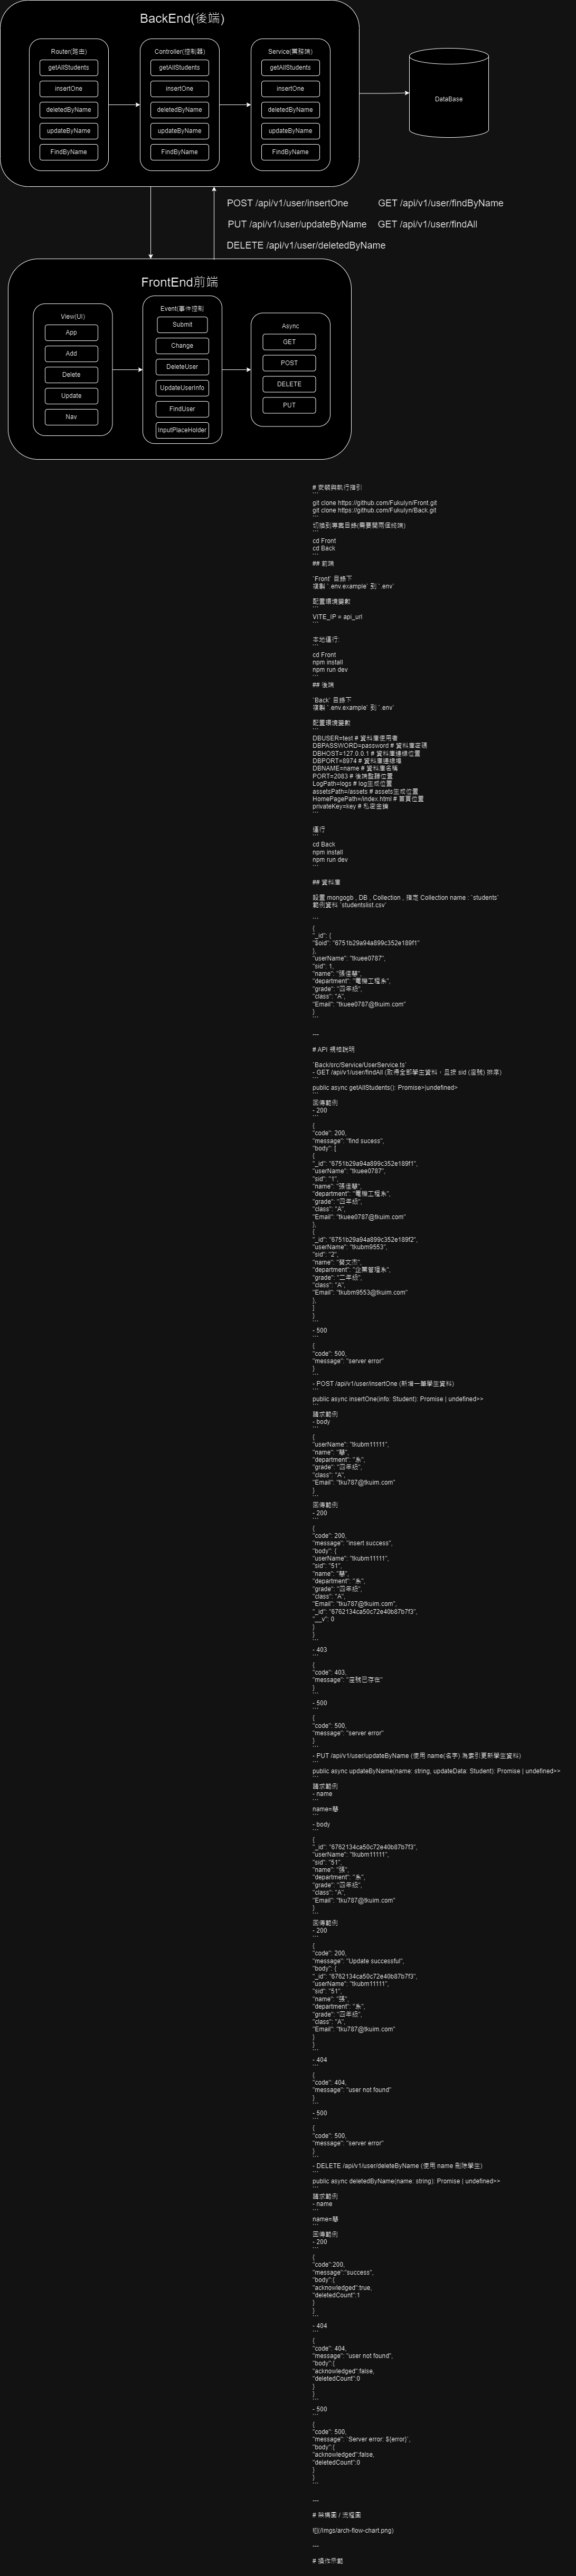 BackEnd(後端)
Router(路由)
getAllStudents
insertOne
deletedByName
updateByName
FindByName
Controller(控制器)
getAllStudents
insertOne
deletedByName
updateByName
FindByName
Service(業務端)
getAllStudents
insertOne
deletedByName
updateByName
FindByName
DataBase
POST /api/v1/user/insertOne
GET /api/v1/user/findByName
PUT /api/v1/user/updateByName
GET /api/v1/user/findAll
DELETE /api/v1/user/deletedByName
FrontEnd前端
View(UI)
App
Add
Delete
Update
Nav
Event(事件控制
Submit
Change
DeleteUser
UpdateUserInfo
FindUser
InputPlaceHolder
Async
GET
POST
DELETE
PUT
# 安裝與執行指引
```
git clone https://github.com/Fukulyn/Front.git
git clone https://github.com/Fukulyn/Back.git
```
切換到專案目錄(需要開兩個終端)
```
cd Front
cd Back
```
## 前端
`Front` 目錄下
複製 `.env.example` 到 `.env`
配置環境變數
```
VITE_IP = api_url
```
本地運行:
```
cd Front
npm install
npm run dev
```
## 後端
`Back` 目錄下
複製 `.env.example` 到 `.env`
配置環境變數
```
DBUSER=test # 資料庫使用者
DBPASSWORD=password # 資料庫密碼
DBHOST=127.0.0.1 # 資料庫連線位置
DBPORT=8974 # 資料庫連線埠
DBNAME=name # 資料庫名稱
PORT=2083 # 後端監聽位置
LogPath=logs # log生成位置
assetsPath=/assets # assets生成位置
HomePagePath=/index.html # 首頁位置
privateKey=key # 私密金鑰
```
運行
```
cd Back
npm install
npm run dev
```
## 資料庫
設置 mongogb , DB , Collection , 指定 Collection name : `students`
範例資料 `studentslist.csv`
```
{
"_id": {
"$oid": "6751b29a94a899c352e189f1"
},
"userName": "tkuee0787",
"sid": 1,
"name": "張佳慧",
"department": "電機工程系",
"grade": "四年級",
"class": "A",
"Email": "tkuee0787@tkuim.com"
}
```
---
# API 規格說明
`Back/src/Service/UserService.ts`
- GET /api/v1/user/findAll (取得全部學生資料，且按 sid (座號) 排序)
```
public async getAllStudents(): Promise>|undefined>
```
回傳範例
- 200
```
{
"code": 200,
"message": "find sucess",
"body": [
{
"_id": "6751b29a94a899c352e189f1",
"userName": "tkuee0787",
"sid": "1",
"name": "張佳慧",
"department": "電機工程系",
"grade": "四年級",
"class": "A",
"Email": "tkuee0787@tkuim.com"
},
{
"_id": "6751b29a94a899c352e189f2",
"userName": "tkubm9553",
"sid": "2",
"name": "蔡文杰",
"department": "企業管理系",
"grade": "二年級",
"class": "A",
"Email": "tkubm9553@tkuim.com"
},
]
}
```
- 500
```
{
"code": 500,
"message": "server error"
}
```
- POST /api/v1/user/insertOne (新增一筆學生資料)
```
public async insertOne(info: Student): Promise | undefined>>
```
請求範例
- body
```
{
"userName": "tkubm11111",
"name": "慧",
"department": "系",
"grade": "四年級",
"class": "A",
"Email": "tku787@tkuim.com"
}
```
回傳範例
- 200
```
{
"code": 200,
"message": "insert success",
"body": {
"userName": "tkubm11111",
"sid": "51",
"name": "慧",
"department": "系",
"grade": "四年級",
"class": "A",
"Email": "tku787@tkuim.com",
"_id": "6762134ca50c72e40b87b7f3",
"__v": 0
}
}
```
- 403
```
{
"code": 403,
"message": "座號已存在"
}
```
- 500
```
{
"code": 500,
"message": "server error"
}
```
- PUT /api/v1/user/updateByName (使用 name(名字) 為索引更新學生資料)
```
public async updateByName(name: string, updateData: Student): Promise | undefined>>
```
請求範例
- name
```
name=慧
```
- body
```
{
"_id": "6762134ca50c72e40b87b7f3",
"userName": "tkubm11111",
"sid": "51",
"name": "張",
"department": "系",
"grade": "四年級",
"class": "A",
"Email": "tku787@tkuim.com"
}
```
回傳範例
- 200
```
{
"code": 200,
"message": "Update successful",
"body": {
"_id": "6762134ca50c72e40b87b7f3",
"userName": "tkubm11111",
"sid": "51",
"name": "張",
"department": "系",
"grade": "四年級",
"class": "A",
"Email": "tku787@tkuim.com"
}
}
```
- 404
```
{
"code": 404,
"message": "user not found"
}
```
- 500
```
{
"code": 500,
"message": "server error"
}
```
- DELETE /api/v1/user/deleteByName (使用 name 刪除學生)
```
public async deletedByName(name: string): Promise | undefined>>
```
請求範例
- name
```
name=慧
```
回傳範例
- 200
```
{
"code":200,
"message":"success",
"body":{
"acknowledged":true,
"deletedCount":1
}
}
```
- 404
```
{
"code": 404,
"message": "user not found",
"body":{
"acknowledged":false,
"deletedCount":0
}
}
```
- 500
```
{
"code": 500,
"message": `Server error: ${error}`,
"body":{
"acknowledged":false,
"deletedCount":0
}
}
```
---
# 架構圖 / 流程圖
![](/Imgs/arch-flow-chart.png)
---
# 操作示範